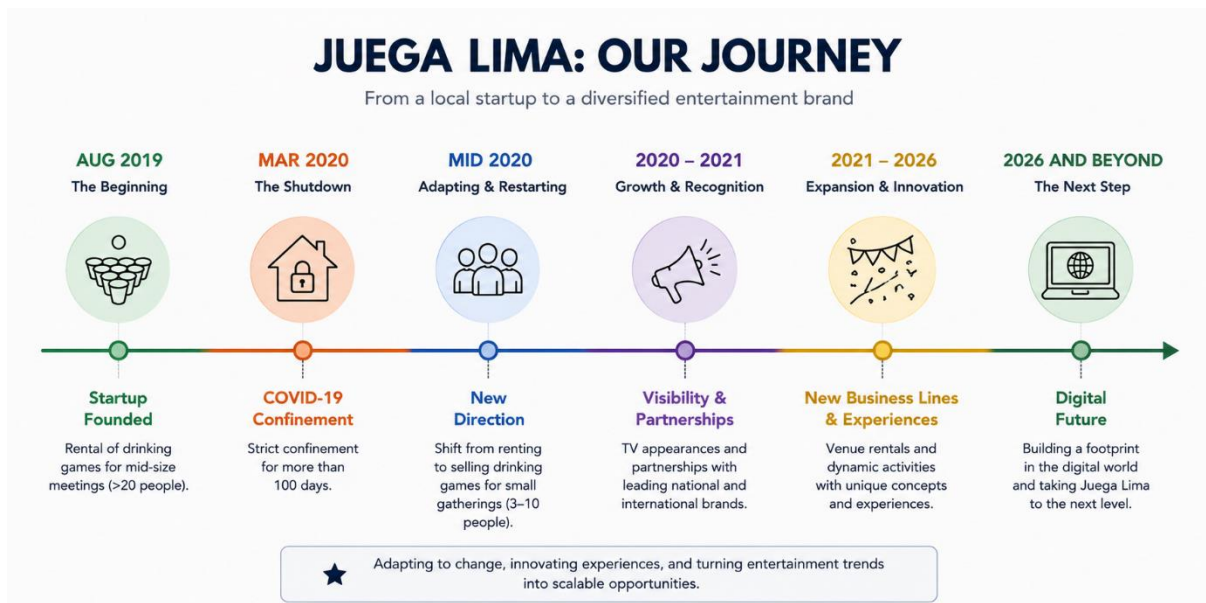 JUEGA LIMA: OUR JOURNEY
From a local startup to a diversified entertainment brand
AUG 2019
The Beginning
MAR 2020
The Shutdown
MID 2020
Adapting & Restarting
2020 – 2021
Growth & Recognition
2021 – 2026
Expansion & Innovation
2026 AND BEYOND
The Next Step
Startup
Founded
Rental of drinking
games for mid-size
meetings (>20 people).
COVID-19
Confinement
Strict confinement
for more than
100 days.
New
Direction
Shift from renting
to selling drinking
games for small
gatherings (3–10
people).
Visibility &
Partnerships
TV appearances and
partnerships with
leading national and
international brands.
New Business Lines
& Experiences
Venue rentals and
dynamic activities
with unique concepts
and experiences.
Digital
Future
Building a footprint
in the digital world
and taking Juega Lima
to the next level.
Adapting to change, innovating experiences, and turning entertainment trends
into scalable opportunities.